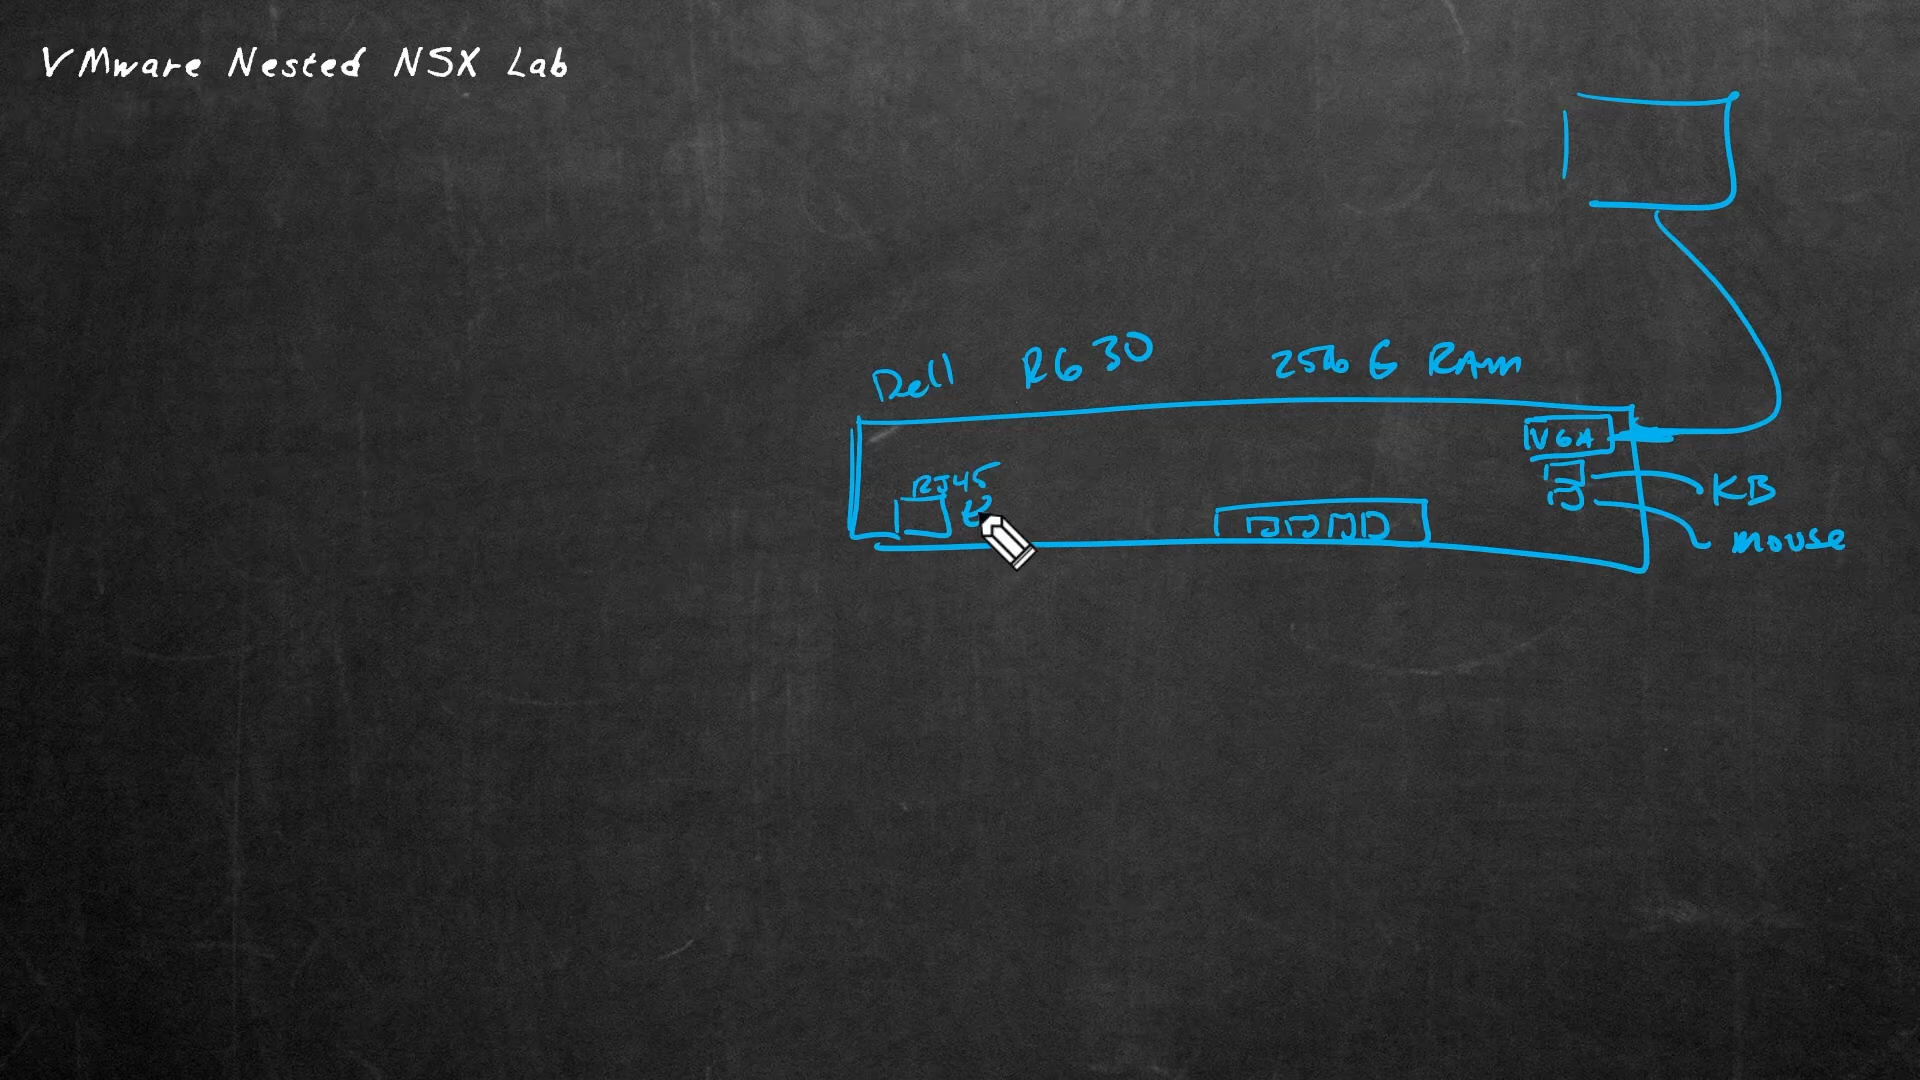 VMware Nested NSX Lab
Dell R630 256 G RAM
VGA
RJ45
KB
mouse